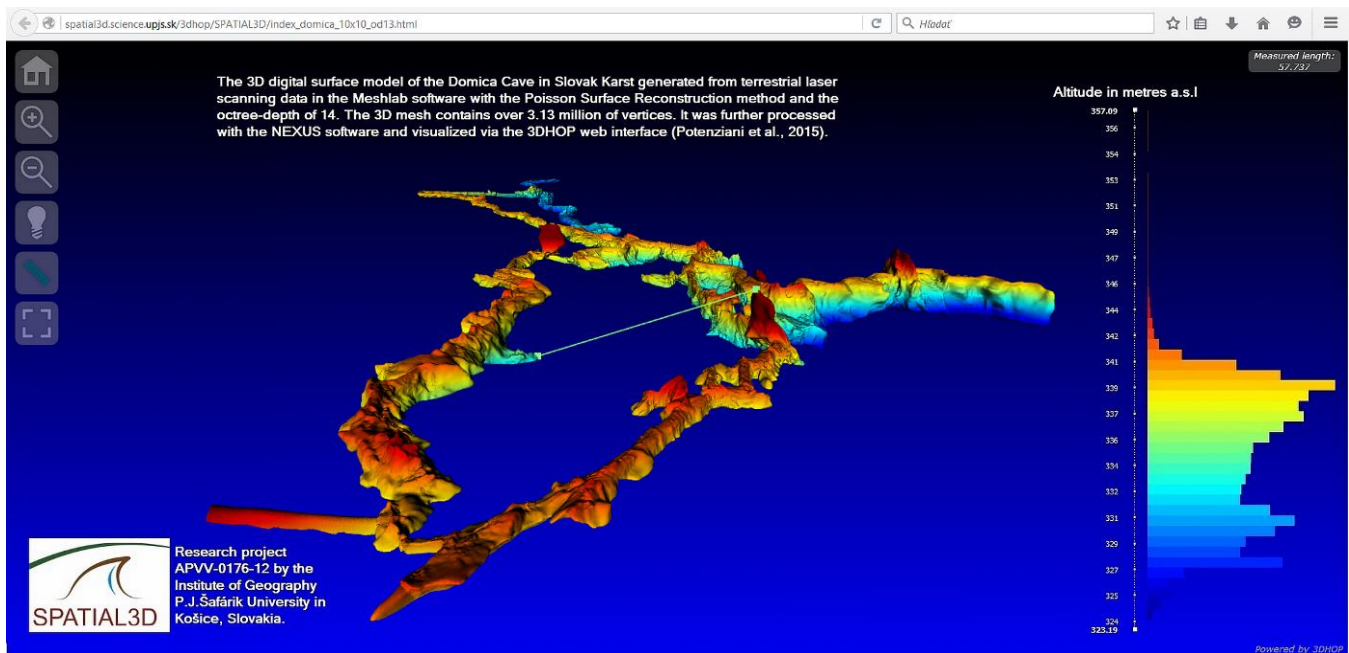 spatial3d.science.upjs.sk/3dhop/SPATIAL3D/index_domica_10x10_od13.html
Hľadať
Measured length:
57.737
The 3D digital surface model of the Domica Cave in Slovak Karst generated from terrestrial laser
scanning data in the Meshlab software with the Poisson Surface Reconstruction method and the
octree-depth of 14. The 3D mesh contains over 3.13 million of vertices. It was further processed
with the NEXUS software and visualized via the 3DHOP web interface (Potenziani et al., 2015).
Altitude in metres a.s.l
357.09
356
354
353
351
349
347
346
344
342
341
339
337
336
334
332
331
329
327
325
324
323.19
SPATIAL3D
Research project
APVV-0176-12 by the
Institute of Geography
P.J.Šafárik University in
Košice, Slovakia.
Powered by 3DHOP